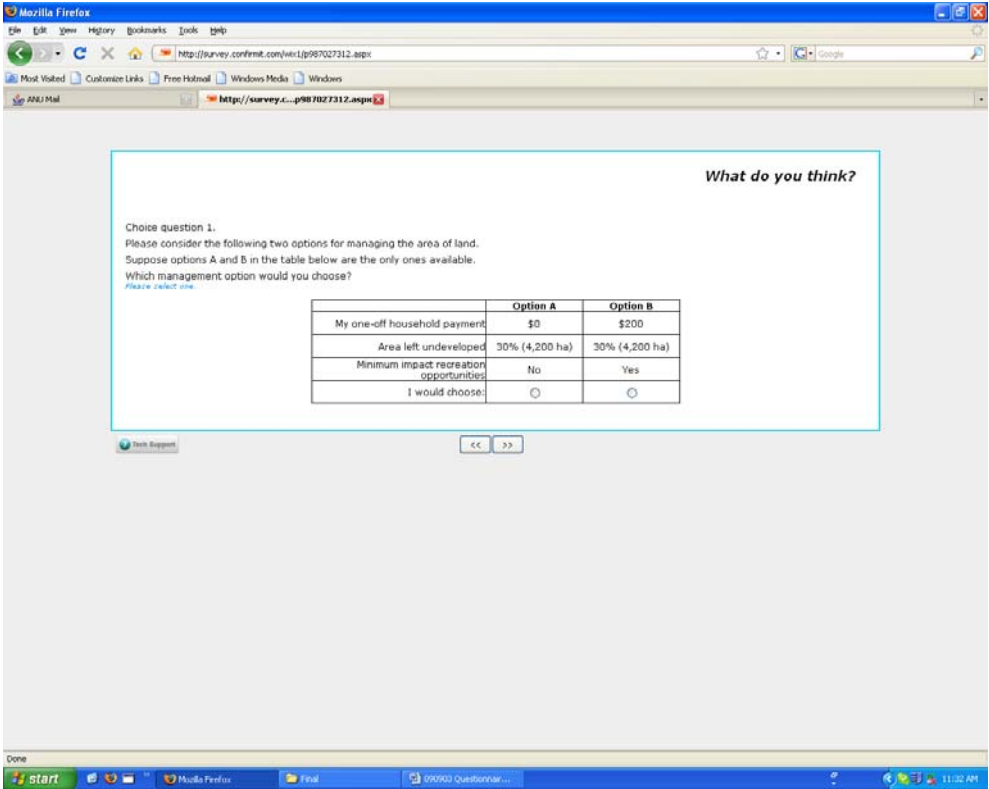 Mozilla Firefox
File Edit View History Bookmarks Tools Help
http://survey.confirmit.com/wix1/p987027312.aspx
Google
Most Visited Customize Links Free Hotmail Windows Media Windows
ANU Mail http://survey.c...p987027312.aspx
What do you think?
Choice question 1.
Please consider the following two options for managing the area of land.
Suppose options A and B in the table below are the only ones available.
Which management option would you choose?
Please select one.
Option A Option B
My one-off household payment $0 $200
Area left undeveloped 30% (4,200 ha) 30% (4,200 ha)
Minimum impact recreation
opportunities No Yes
I would choose:
Tech Support << >>
Done
start Mozilla Firefox Final 090903 Questionnair... 11:32 AM